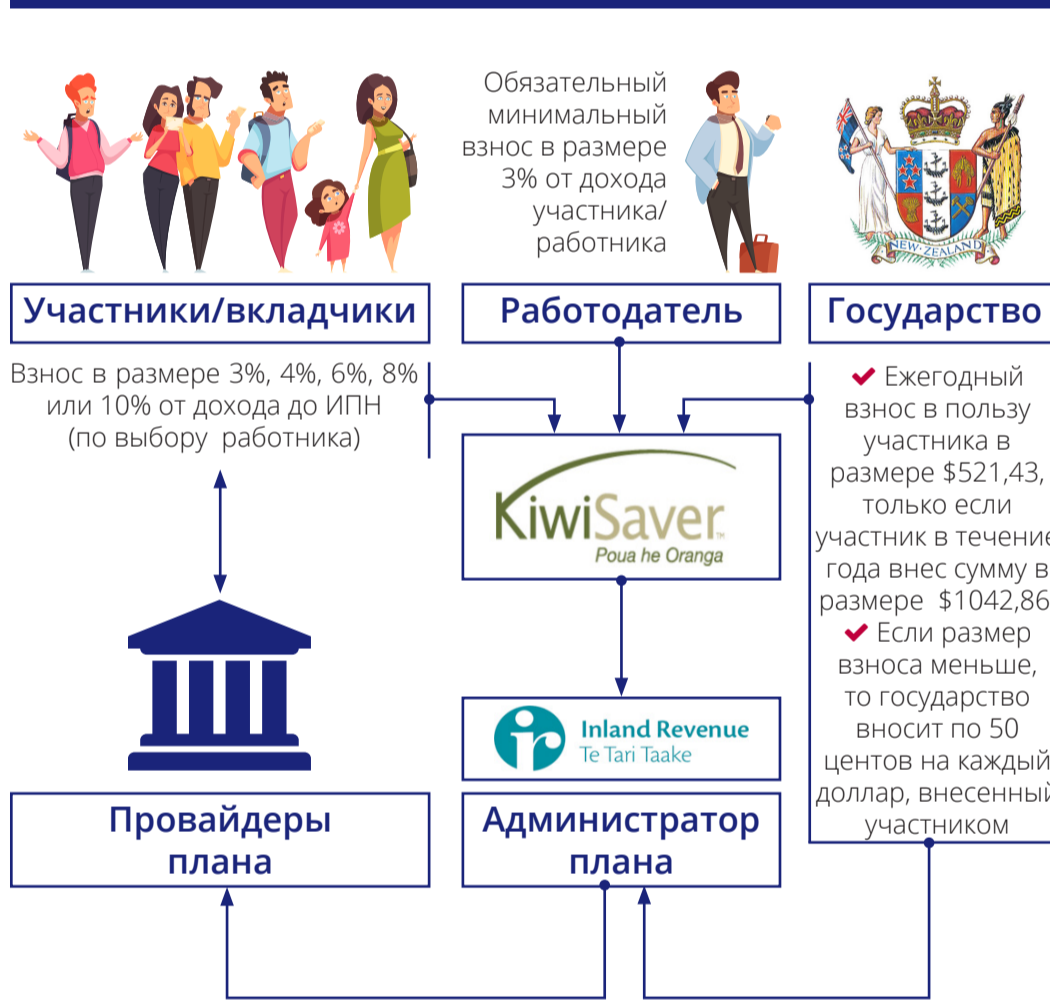 Обязательный
минимальный
взнос в размере
3% от дохода
участника/
работника
NEW ZEALAND
Участники/вкладчики
Работодатель
Государство
Взнос в размере 3%, 4%, 6%, 8%
или 10% от дохода до ИПН
(по выбору работника)
KiwiSaver
Poua he Oranga
Ежегодный
взнос в пользу
участника в
размере $521,43,
только если
участник в течение
года внес сумму в
размере $1042,86
Если размер
взноса меньше,
то государство
вносит по 50
центов на каждый
доллар, внесенный
участником
ir
Inland Revenue
Te Tari Taake
Провайдеры
плана
Администратор
плана